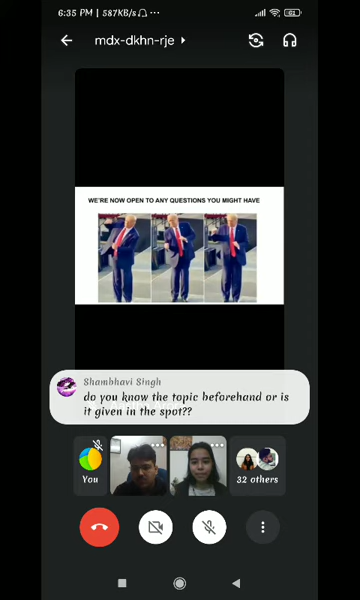 6:35 PM | 587KB/s
mdx-dkhn-rje
WE'RE NOW OPEN TO ANY QUESTIONS YOU MIGHT HAVE
Shambhavi Singh
do you know the topic beforehand or is
it given in the spot??
You
32 others